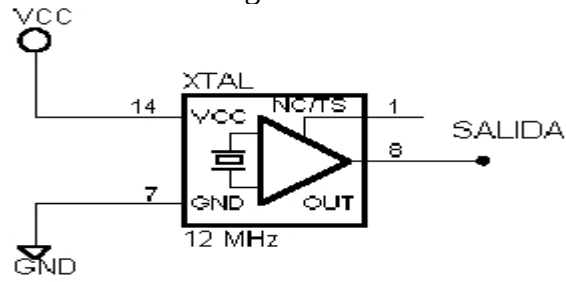 VCC
XTAL
14 VCC NC/TS 1
SALIDA
8
7 GND OUT
12 MHz
GND